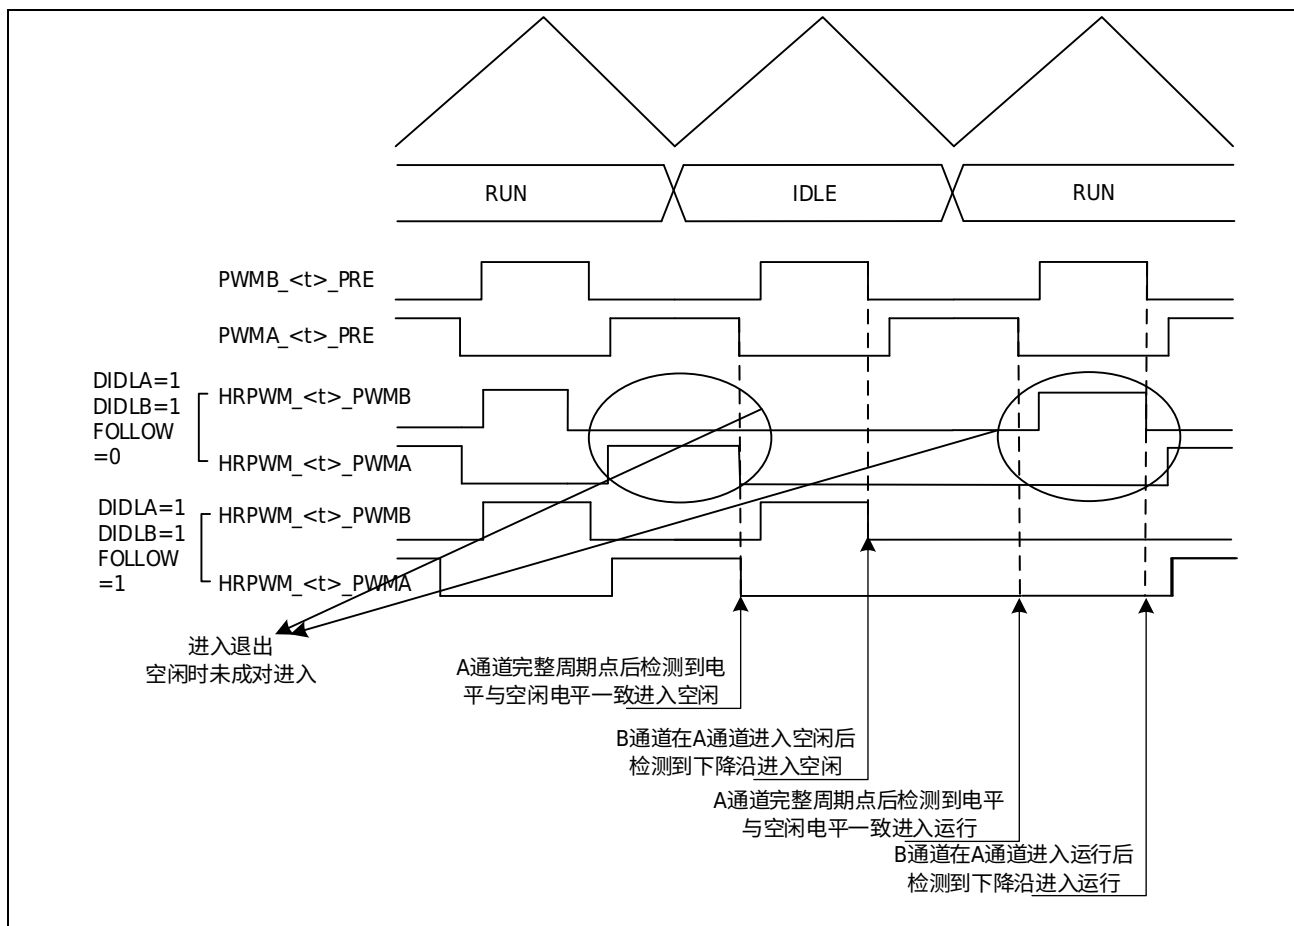 RUN
IDLE
RUN
PWMB_<t>_PRE
PWMA_<t>_PRE
DIDLA=1
DIDLB=1
FOLLOW
=0
HRPWM_<t>_PWMB
HRPWM_<t>_PWMA
DIDLA=1
DIDLB=1
FOLLOW
=1
HRPWM_<t>_PWMB
HRPWM_<t>_PWMA
进入退出
空闲时未成对进入
A通道完整周期点后检测到电
平与空闲电平一致进入空闲
B通道在A通道进入空闲后
检测到下降沿进入空闲
A通道完整周期点后检测到电平
与空闲电平一致进入运行
B通道在A通道进入运行后
检测到下降沿进入运行